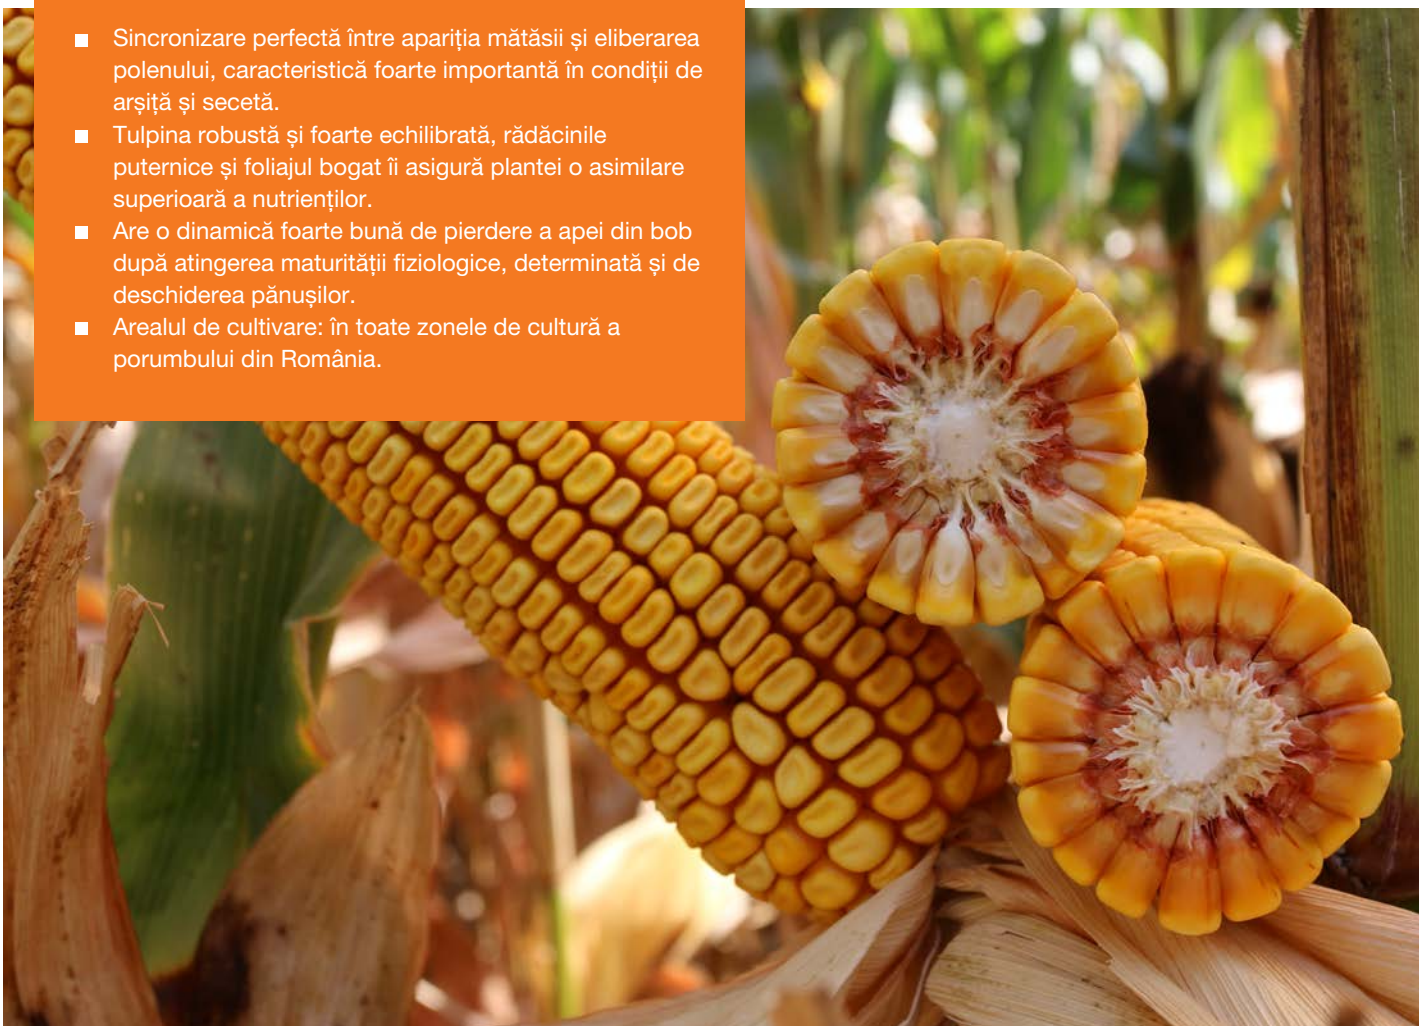 Sincronizare perfectă între apariția mătăsii și eliberarea
polenului, caracteristică foarte importantă în condiții de
arșiță și secetă.
Tulpina robustă și foarte echilibrată, rădăcinile
puternice și foliajul bogat îi asigură plantei o asimilare
superioară a nutrienților.
Are o dinamică foarte bună de pierdere a apei din bob
după atingerea maturității fiziologice, determinată și de
deschiderea pănușilor.
Arealul de cultivare: în toate zonele de cultură a
porumbului din România.